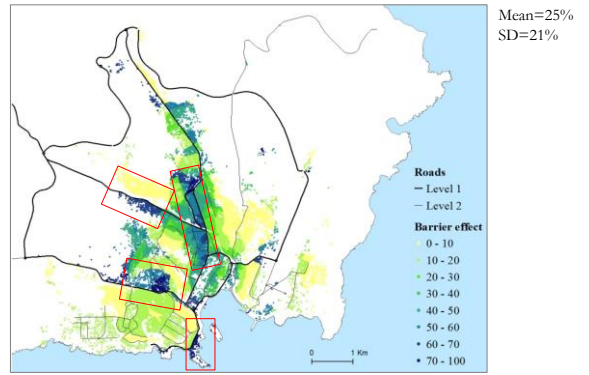 Mean=25%
SD=21%
Roads
Level 1
Level 2
Barrier effect
0 - 10
10 - 20
20 - 30
30 - 40
40 - 50
50 - 60
60 - 70
70 - 100
0 1 Km